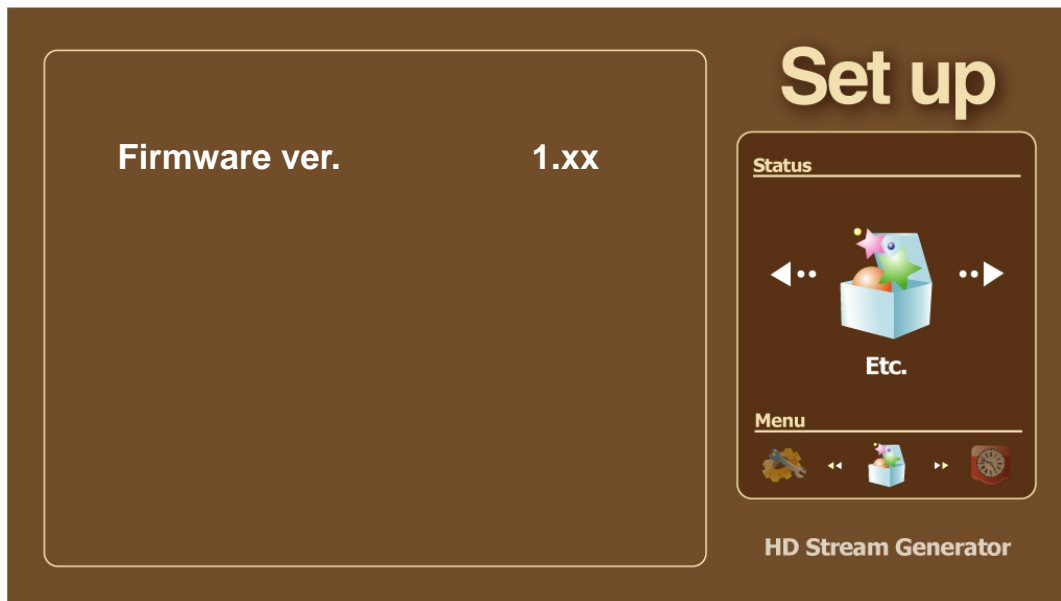 Set up
Firmware ver. 1.xx
Status
Etc.
Menu
HD Stream Generator